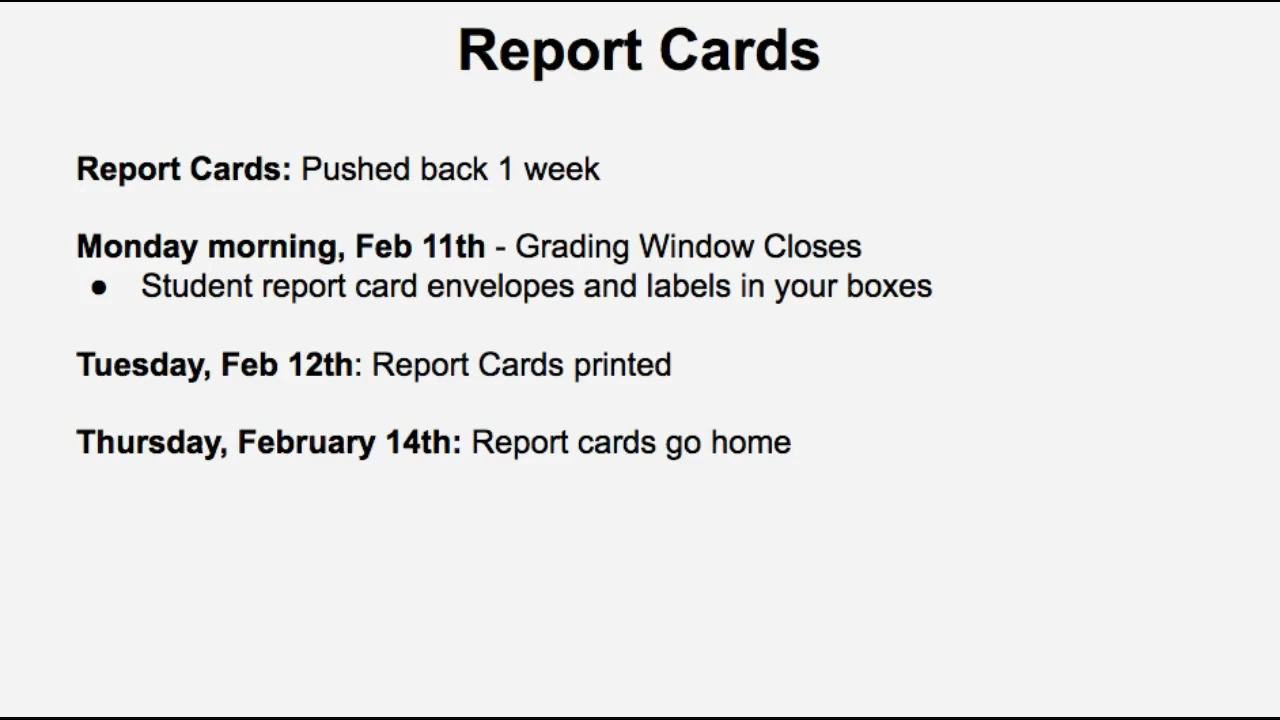 Report Cards
Report Cards: Pushed back 1 week
Monday morning, Feb 11th - Grading Window Closes
● Student report card envelopes and labels in your boxes
Tuesday, Feb 12th: Report Cards printed
Thursday, February 14th: Report cards go home